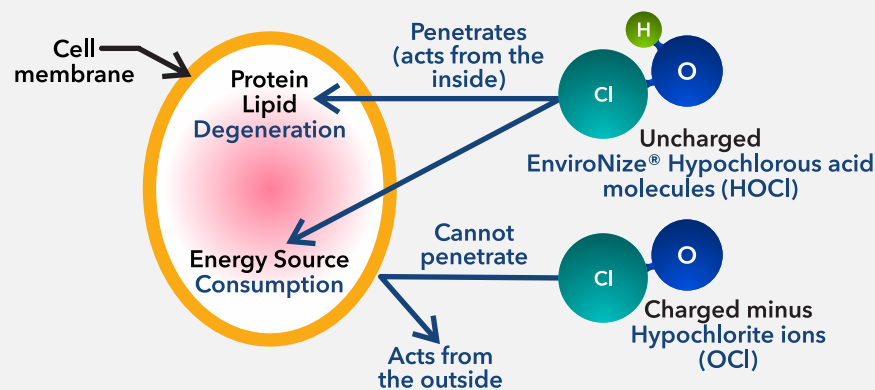 Cell
membrane
Protein
Lipid
Degeneration
Energy Source
Consumption
Penetrates
(acts from the
inside)
H
Cl
O
Uncharged
EnviroNize® Hypochlorous acid
molecules (HOCl)
Cannot
penetrate
Cl
O
Charged minus
Hypochlorite ions
(OCl)
Acts from
the outside